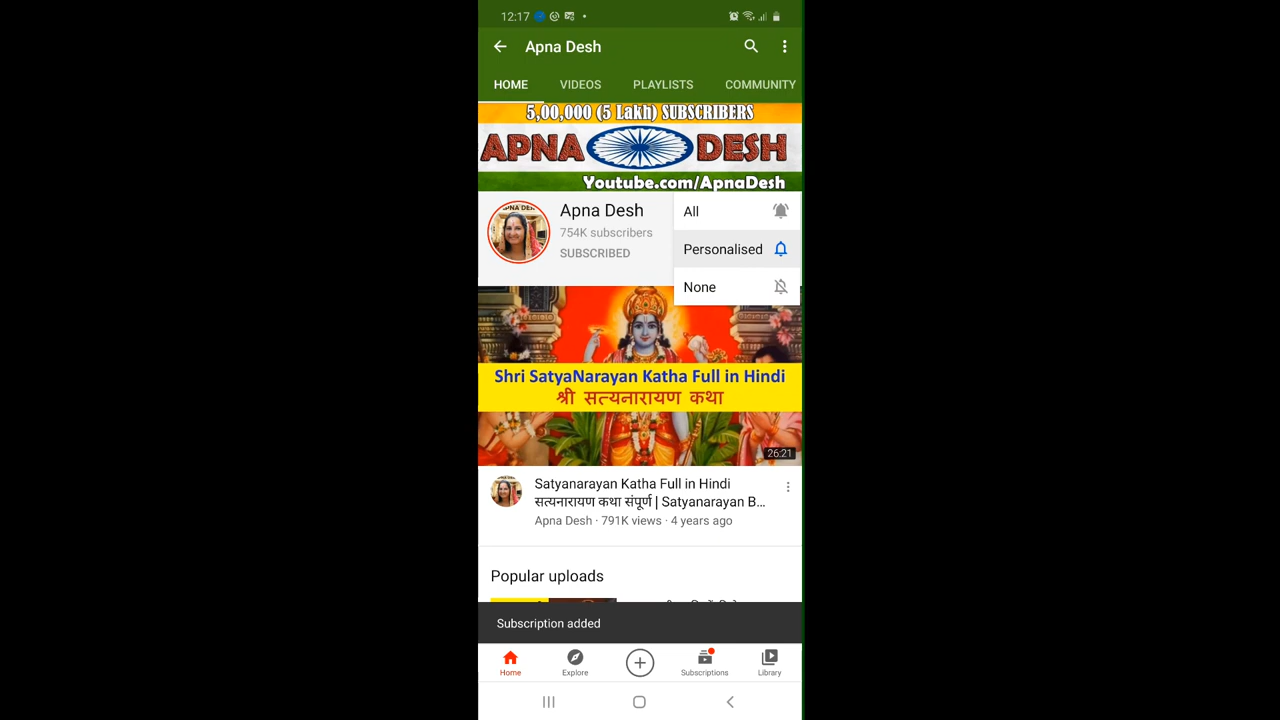 12:17
Apna Desh
HOME VIDEOS PLAYLISTS COMMUNITY
5,00,000 (5 Lakh) SUBSCRIBERS
APNA DESH
Youtube.com/ApnaDesh
Apna Desh
754K subscribers
SUBSCRIBED
All
Personalised
None
Shri SatyaNarayan Katha Full in Hindi
श्री सत्यनारायण कथा
26:21
Satyanarayan Katha Full in Hindi
सत्यनारायण कथा संपूर्ण | Satyanarayan B...
Apna Desh · 791K views · 4 years ago
Popular uploads
Subscription added
Home Explore Subscriptions Library